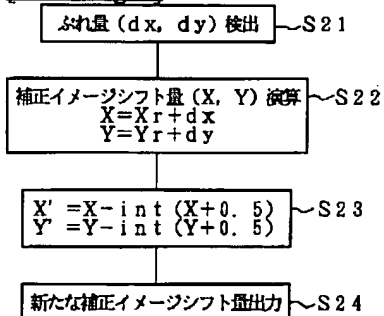 ぶれ量(dx, dy)検出 S21
補正イメージシフト量(X, Y)演算 S22
X=Xr+dx
Y=Yr+dy
X'=X-int(X+0. 5) S23
Y'=Y-int(Y+0. 5)
新たな補正イメージシフト量出力 S24